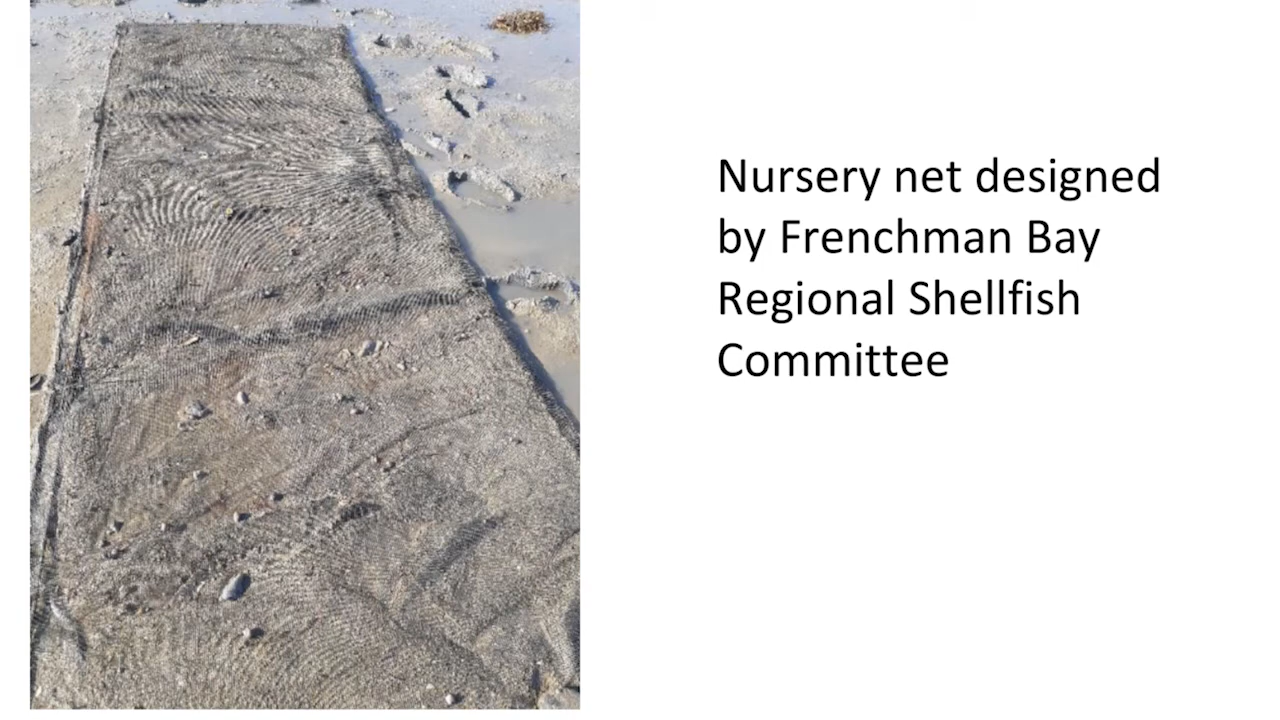 Nursery net designed
by Frenchman Bay
Regional Shellfish
Committee